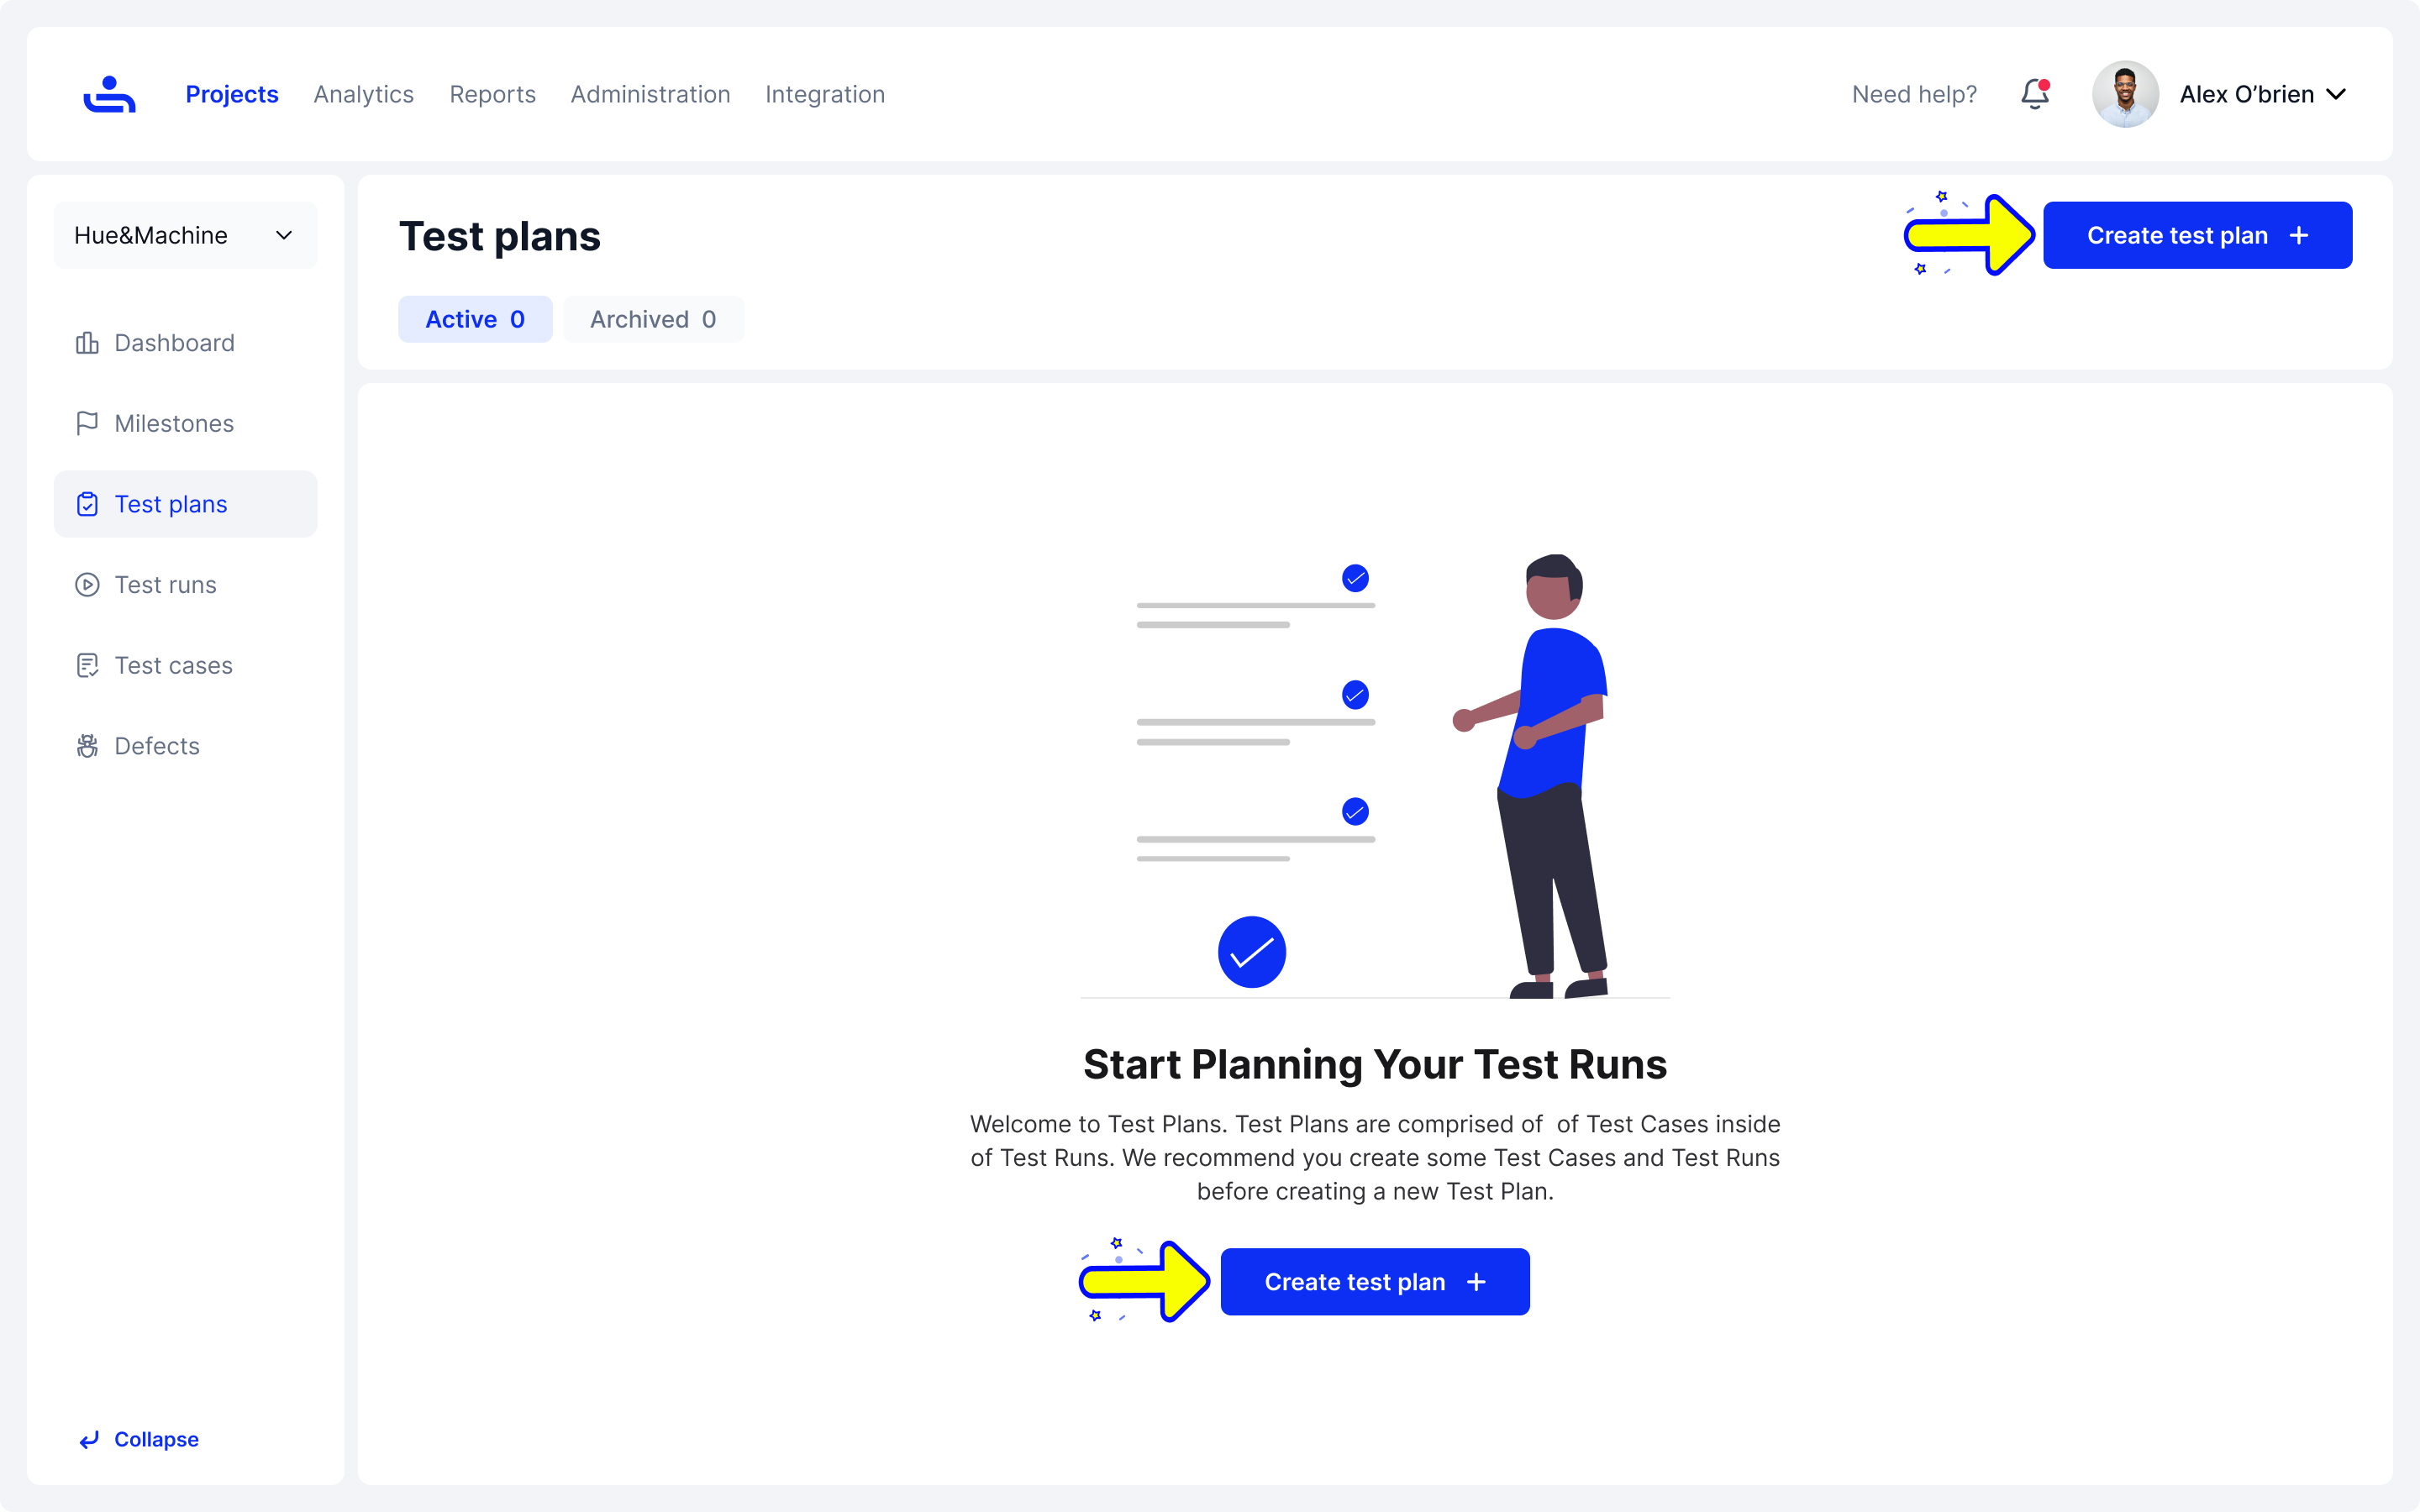 Projects Analytics Reports Administration Integration Need help? Alex O’brien
Hue&Machine
Dashboard
Milestones
Test plans
Test runs
Test cases
Defects
Collapse
Test plans
Create test plan +
Active 0 Archived 0
Start Planning Your Test Runs
Welcome to Test Plans. Test Plans are comprised of  of Test Cases inside
of Test Runs. We recommend you create some Test Cases and Test Runs
before creating a new Test Plan.
Create test plan +